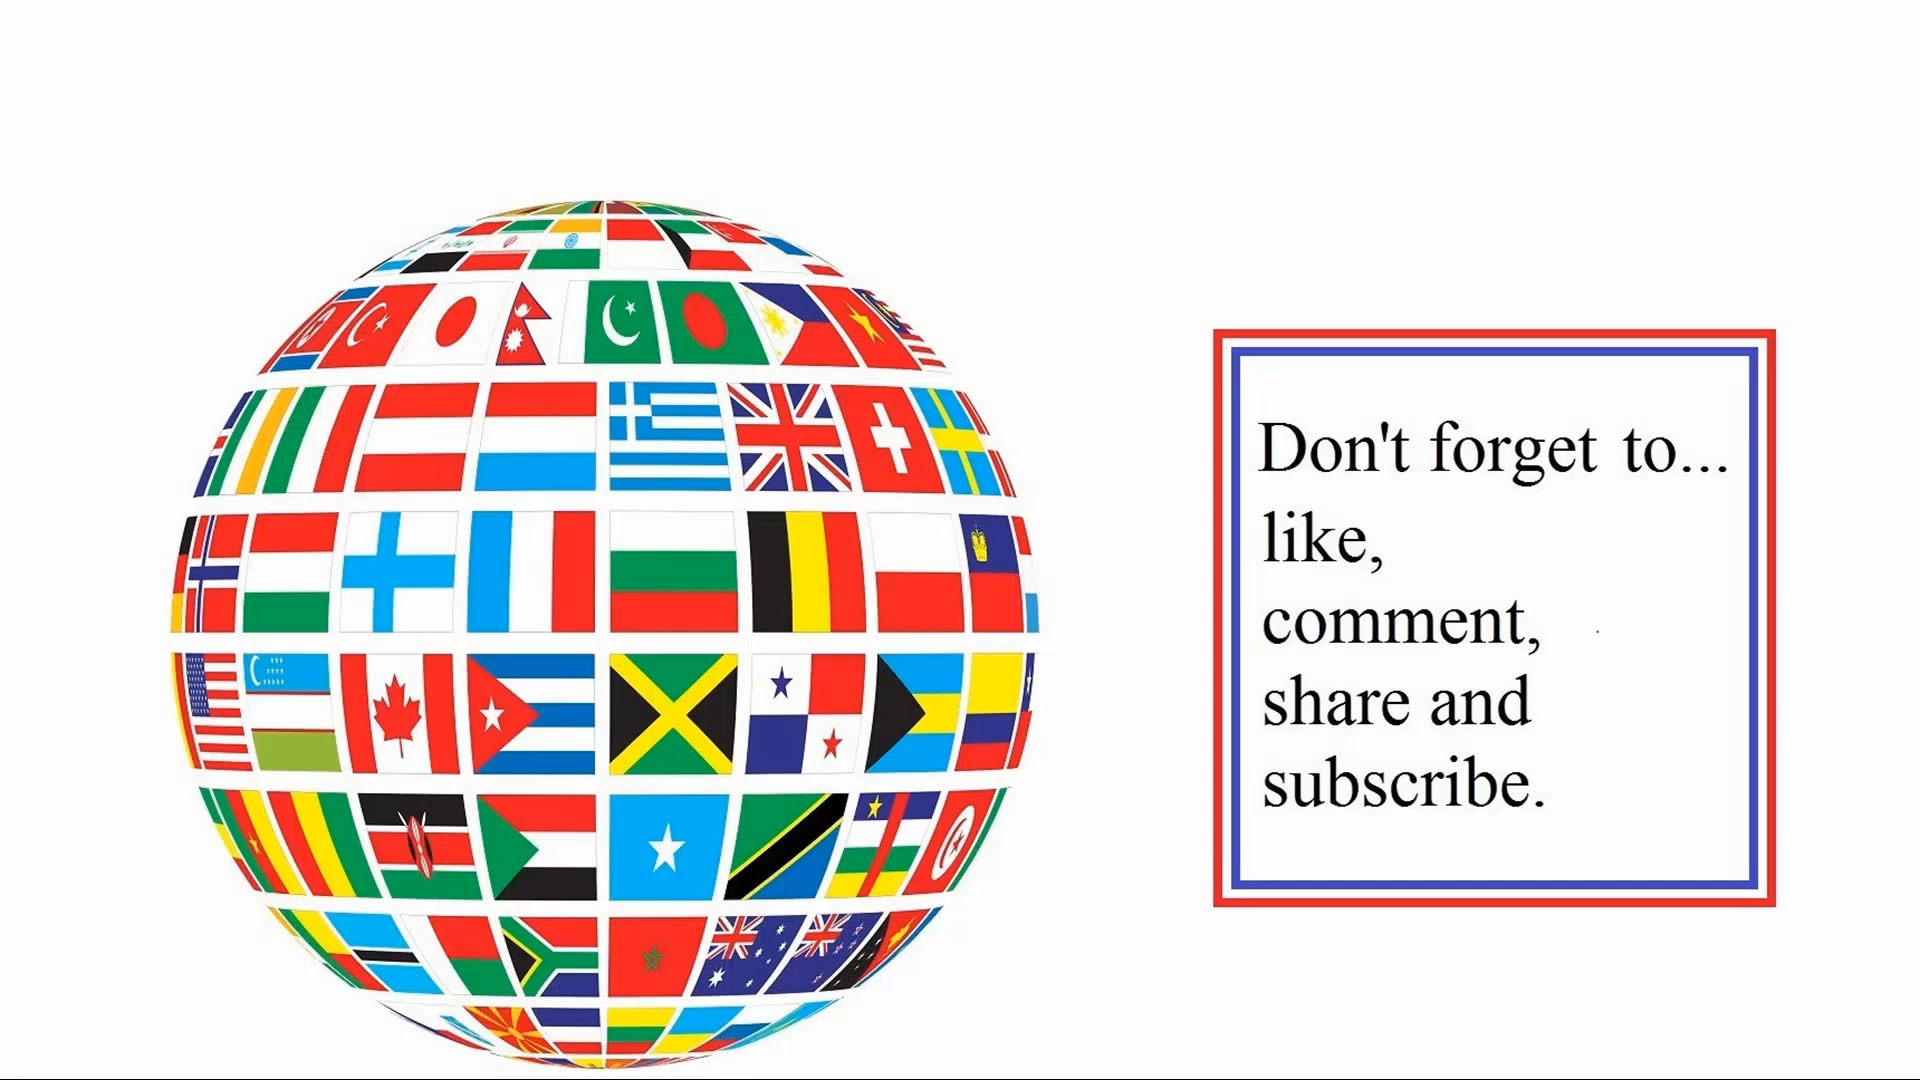 Don't forget to...
like,
comment,
share and
subscribe.